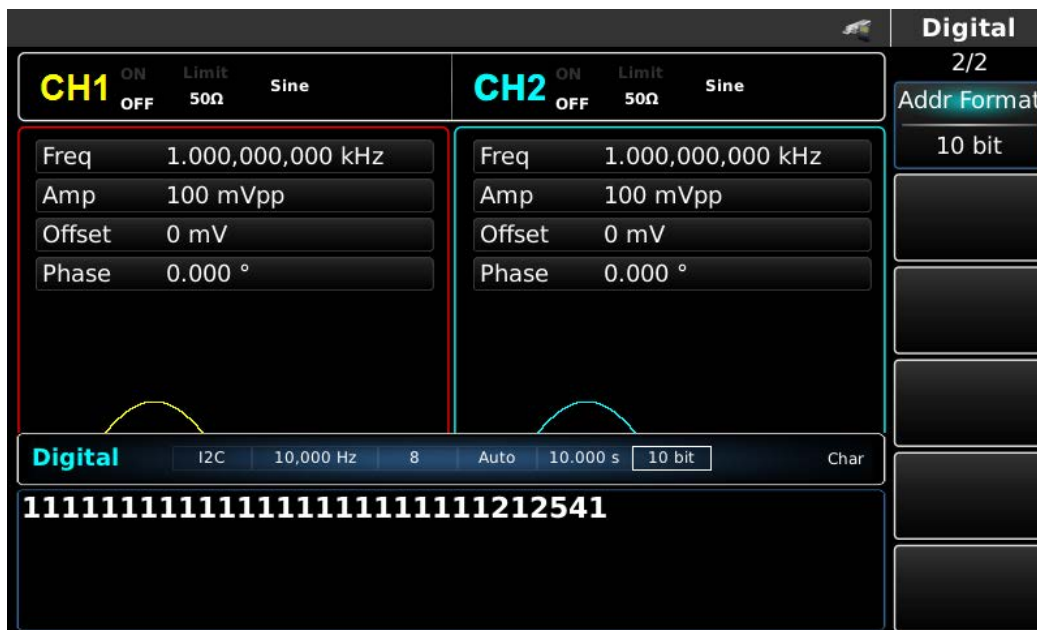 Digital
2/2
Addr Format
10 bit
CH1 ON OFF Limit 50Ω Sine
CH2 ON OFF Limit 50Ω Sine
Freq 1.000,000,000 kHz
Amp 100 mVpp
Offset 0 mV
Phase 0.000 °
Freq 1.000,000,000 kHz
Amp 100 mVpp
Offset 0 mV
Phase 0.000 °
Digital I2C 10,000 Hz 8 Auto 10.000 s 10 bit Char
1111111111111111111111111212541